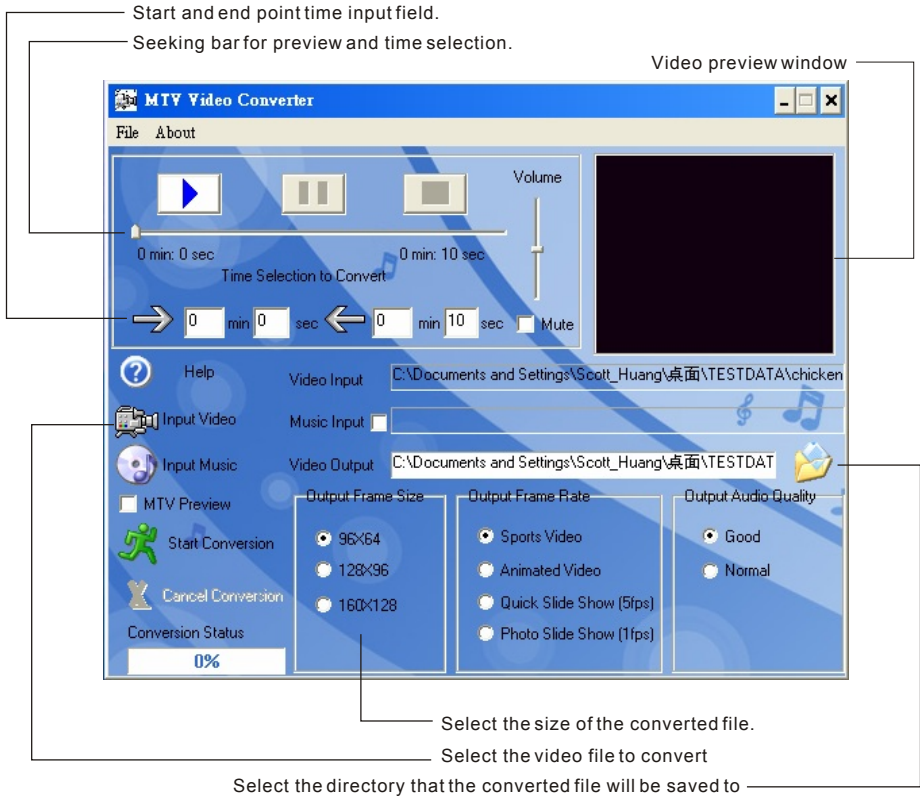 Start and end point time input field.
Seeking bar for preview and time selection.
Video preview window
MTV Video Converter
File About
Volume
0 min: 0 sec 0 min: 10 sec
Time Selection to Convert
0 min 0 sec 0 min 10 sec Mute
Help
Video Input C:\Documents and Settings\Scott_Huang\桌面\TESTDATA\chicken
Input Video Music Input
Input Music Video Output C:\Documents and Settings\Scott_Huang\桌面\TESTDAT
MTV Preview
Output Frame Size Output Frame Rate Output Audio Quality
Start Conversion 96X64 Sports Video Good
128X96 Animated Video Normal
Cancel Conversion 160X128 Quick Slide Show (5fps)
Conversion Status Photo Slide Show (1fps)
0%
Select the size of the converted file.
Select the video file to convert
Select the directory that the converted file will be saved to